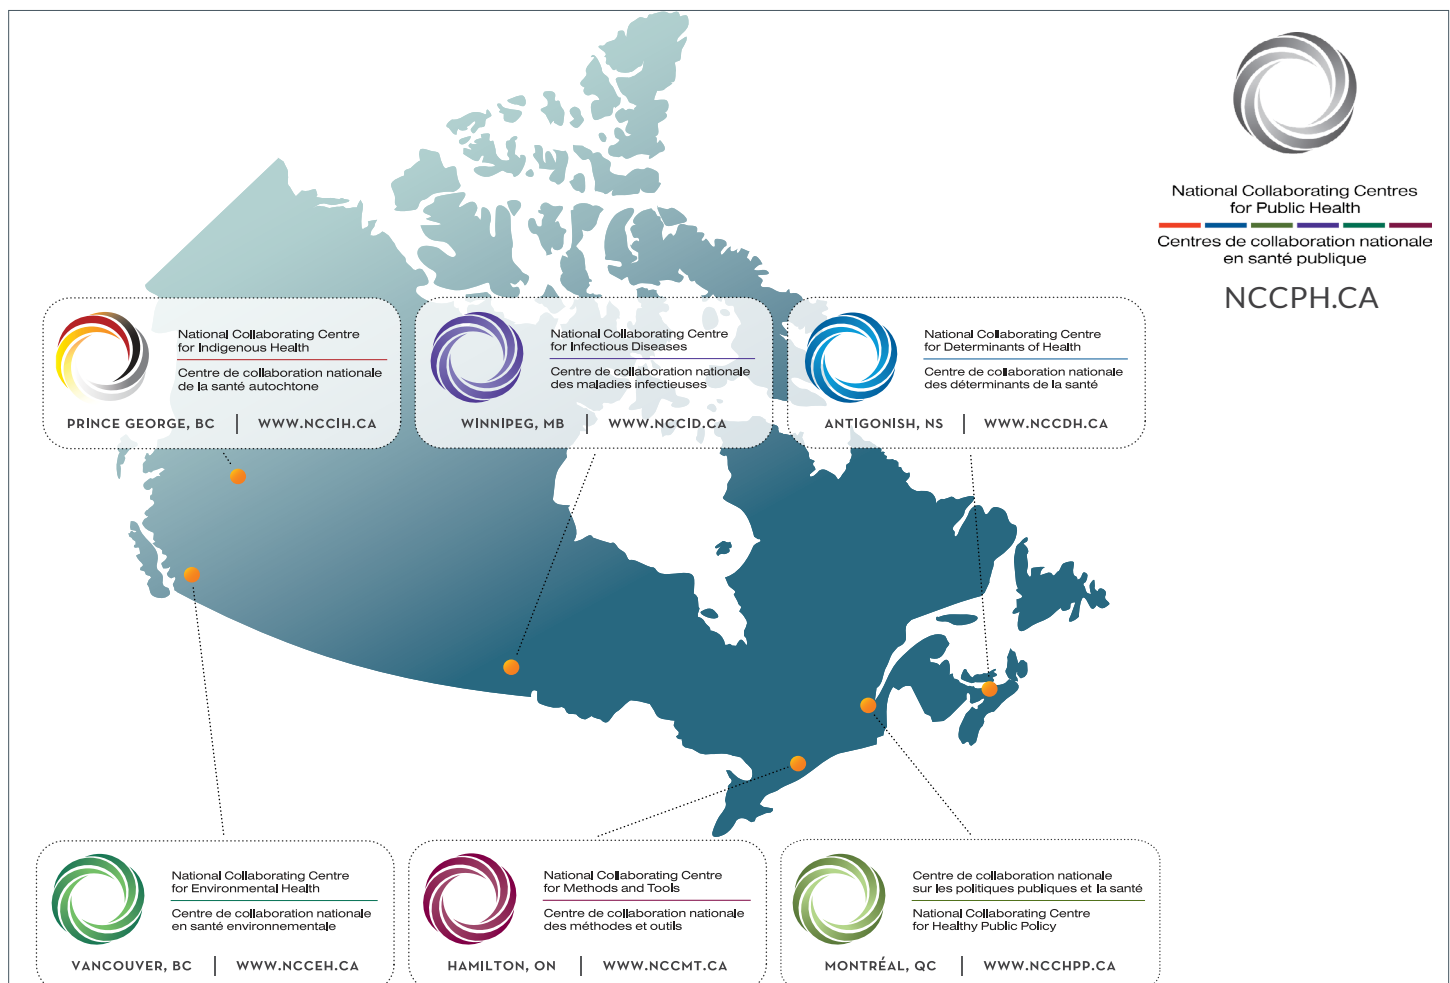 National Collaborating Centres
for Public Health
Centres de collaboration nationale
en santé publique
NCCPH.CA
National Collaborating Centre
for Indigenous Health
Centre de collaboration nationale
de la santé autochtone
PRINCE GEORGE, BC | WWW.NCCIH.CA
National Collaborating Centre
for Infectious Diseases
Centre de collaboration nationale
des maladies infectieuses
WINNIPEG, MB | WWW.NCCID.CA
National Collaborating Centre
for Determinants of Health
Centre de collaboration nationale
des déterminants de la santé
ANTIGONISH, NS | WWW.NCCDH.CA
National Collaborating Centre
for Environmental Health
Centre de collaboration nationale
en santé environnementale
VANCOUVER, BC | WWW.NCCEH.CA
National Collaborating Centre
for Methods and Tools
Centre de collaboration nationale
des méthodes et outils
HAMILTON, ON | WWW.NCCMT.CA
Centre de collaboration nationale
sur les politiques publiques et la santé
National Collaborating Centre
for Healthy Public Policy
MONTRÉAL, QC | WWW.NCCHPP.CA